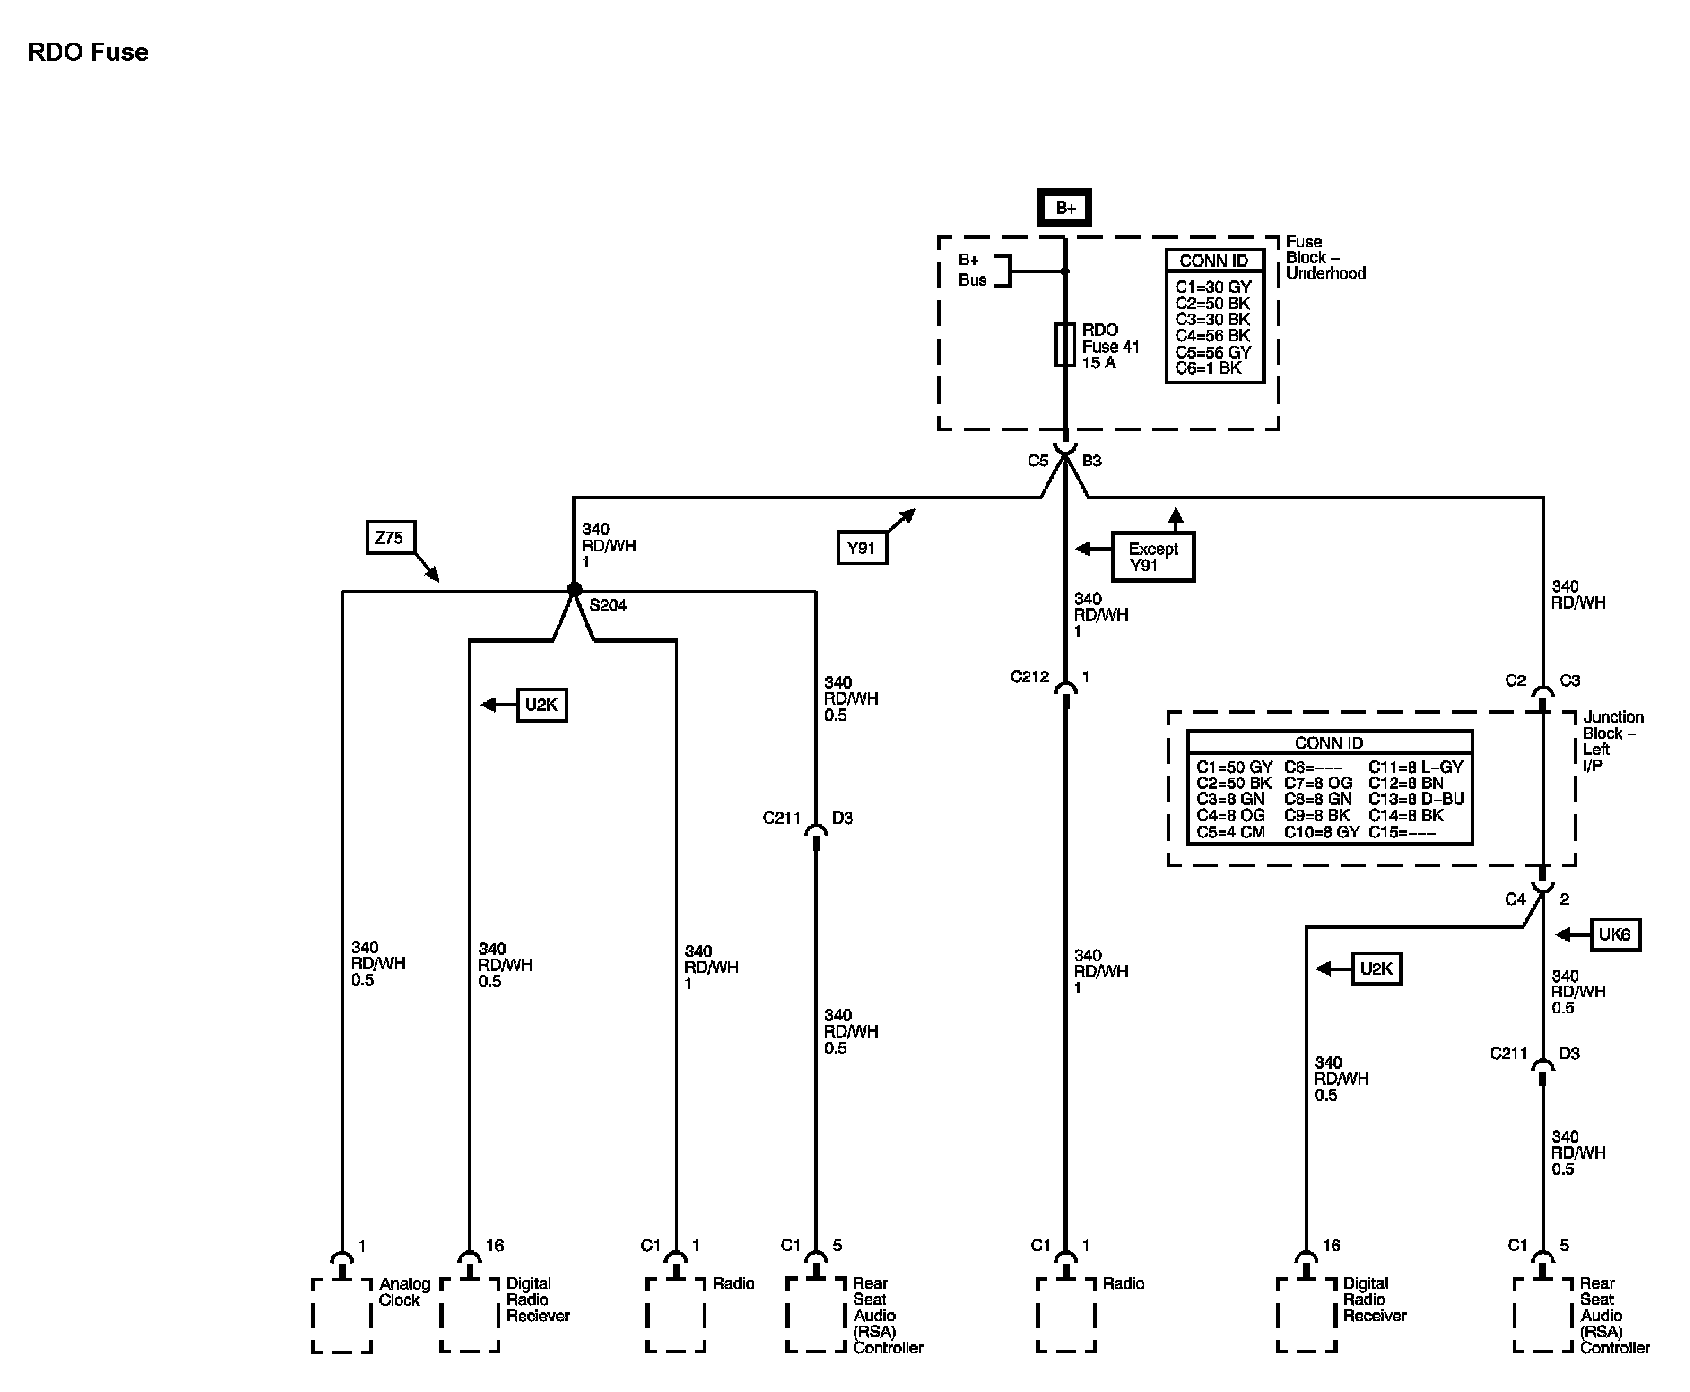 RDO Fuse
B+
Fuse
Block –
Underhood
B+
Bus
CONN ID
C1=30 GY
C2=50 BK
C3=30 BK
C4=56 BK
C5=56 GY
C6=1 BK
RDO
Fuse 41
15 A
C5 B3
Z75
340
RD/WH
1
Y91
Except
Y91
S204
340
RD/WH
1
340
RD/WH
U2K
340
RD/WH
0.5
C212 1
C2 C3
Junction
Block –
Left
I/P
CONN ID
C1=50 GY C6=––– C11=8 L–GY
C2=50 BK C7=8 OG C12=8 BN
C3=8 GN C8=8 GN C13=8 D–BU
C4=8 OG C9=8 BK C14=8 BK
C5=4 CM C10=8 GY C15=–––
C211 D3
C4 2
UK6
U2K
340
RD/WH
0.5
340
RD/WH
0.5
340
RD/WH
1
340
RD/WH
1
340
RD/WH
0.5
340
RD/WH
0.5
C211 D3
340
RD/WH
0.5
340
RD/WH
0.5
1
16
C1 1
C1 5
C1 1
16
C1 5
Analog
Clock
Digital
Radio
Reciever
Radio
Rear
Seat
Audio
(RSA)
Controller
Radio
Digital
Radio
Receiver
Rear
Seat
Audio
(RSA)
Controller